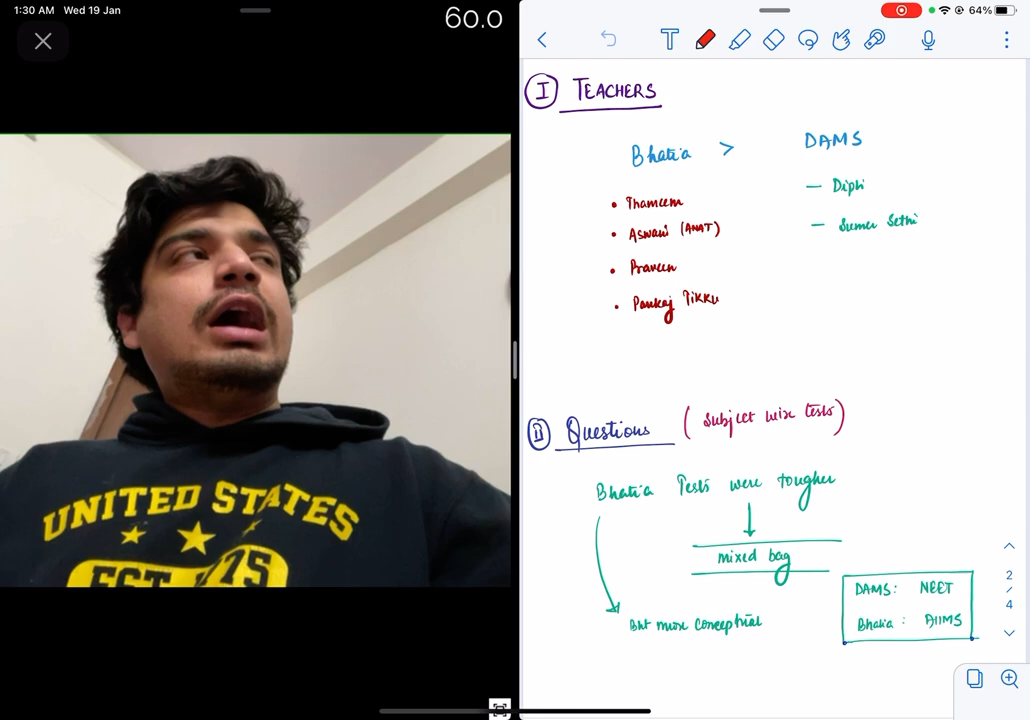 1:30 AM Wed 19 Jan
60.0
64%
I TEACHERS
Bhatia > DAMS
• Thameem
• Aswani (ANAT)
• Praveen
• Pankaj Tikku
— Dipti
— Sumer Sethi
II Questions (Subject wise tests)
Bhatia Tests were tougher
mixed bag
But more conceptual
DAMS: NEET
Bhatia: AIIMS
2
/
4
UNITED STATES